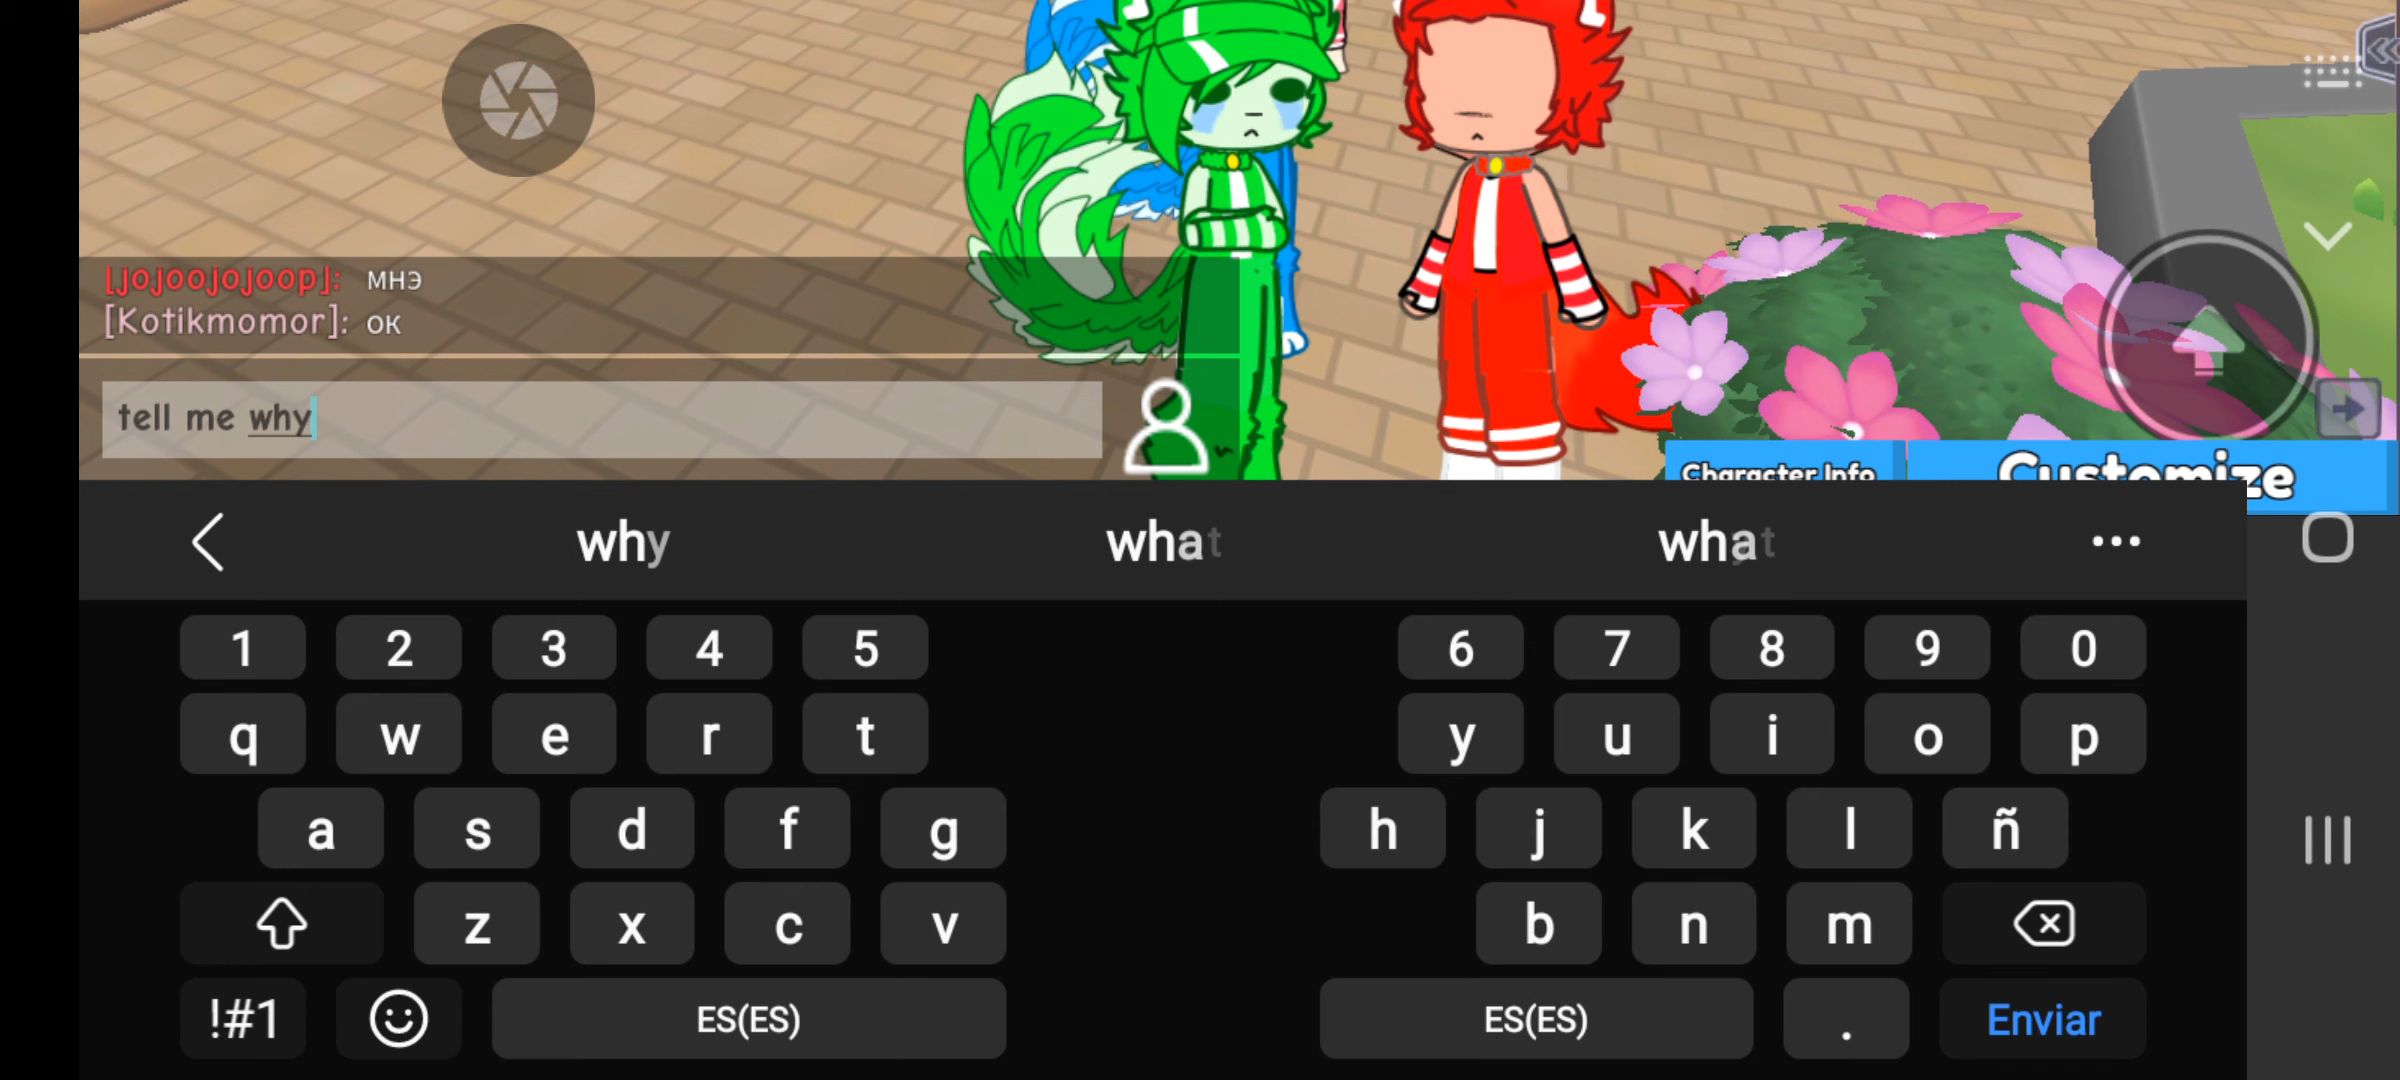 [jojoojojoop]: мнэ
[Kotikmomor]: ок
tell me why
Character Info
Customize
why
what
what
1 2 3 4 5 6 7 8 9 0
q w e r t y u i o p
a s d f g h j k l ñ
z x c v b n m
!#1 ES(ES) ES(ES) . Enviar